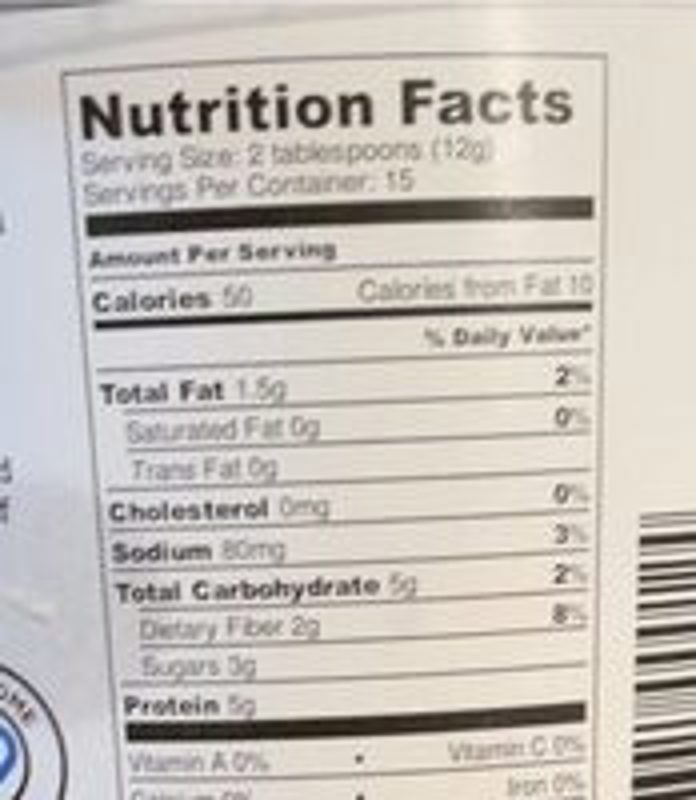 Nutrition Facts
Serving Size: 2 tablespoons (12g)
Servings Per Container: 15
Amount Per Serving
Calories 50 Calories from Fat 10
% Daily Value*
Total Fat 1.5g 2%
Saturated Fat 0g 0%
Trans Fat 0g
Cholesterol 0mg 0%
Sodium 80mg 3%
Total Carbohydrate 5g 2%
Dietary Fiber 2g 8%
Sugars 3g
Protein 5g
Vitamin A 0% • Vitamin C 0%
Calcium 0% • Iron 0%